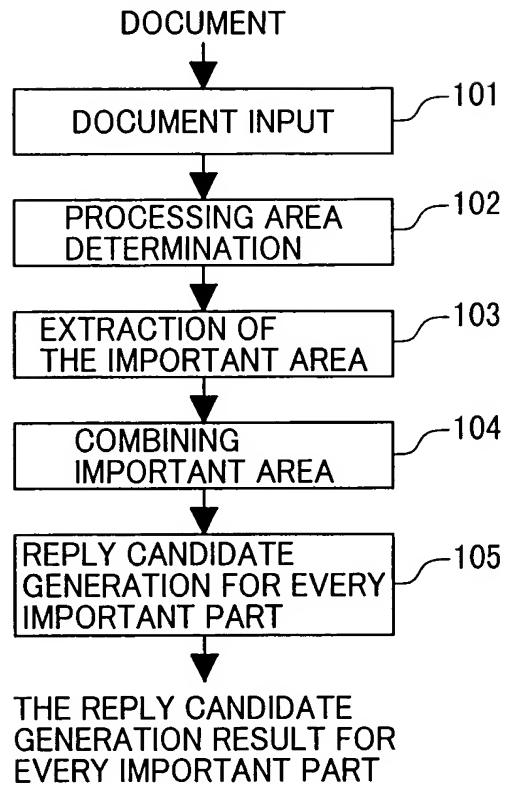 DOCUMENT
DOCUMENT INPUT
101
PROCESSING AREA
DETERMINATION
102
EXTRACTION OF
THE IMPORTANT AREA
103
COMBINING
IMPORTANT AREA
104
REPLY CANDIDATE
GENERATION FOR EVERY
IMPORTANT PART
105
THE REPLY CANDIDATE
GENERATION RESULT FOR
EVERY IMPORTANT PART